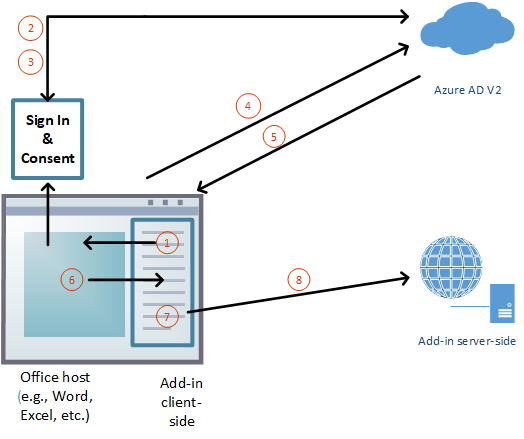 2
3
Azure AD V2
4
5
Sign In
&
Consent
1
6
7
8
Add-in server-side
Office host
(e.g., Word,
Excel, etc.)
Add-in
client-
side